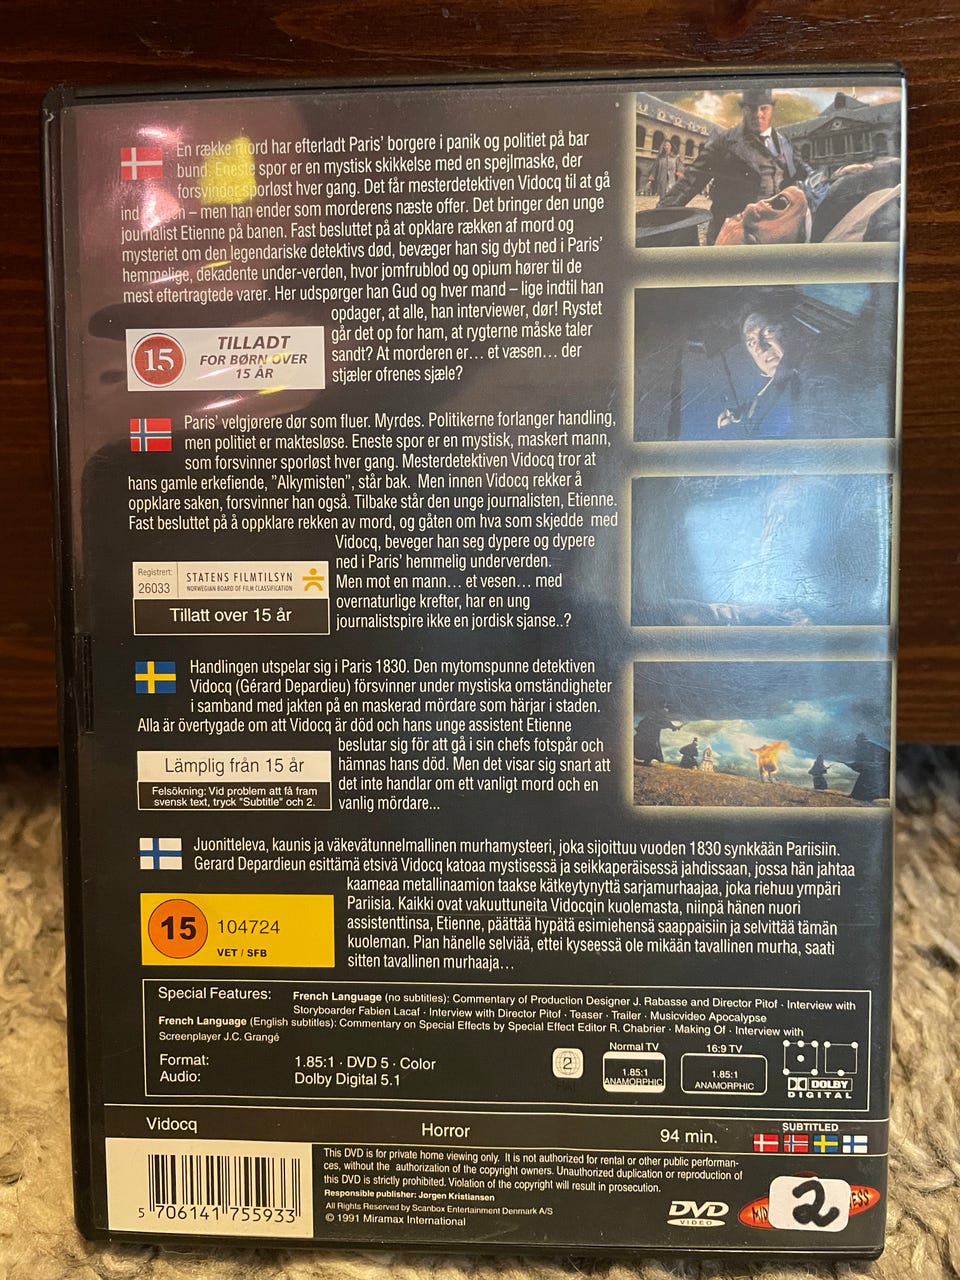 En række mord har efterladt Paris' borgere i panik og politiet på bar
bund. Eneste spor er en mystisk skikkelse med en spejlmaske, der
forsvinder sporløst hver gang. Det får mesterdetektiven Vidocq til at gå
ind – men han ender som morderens næste offer. Det bringer den unge
journalist Etienne på banen. Fast besluttet på at opklare rækken af mord og
mysteriet om den legendariske detektivs død, bevæger han sig dybt ned i Paris'
hemmelige, dekadente under-verden, hvor jomfrublod og opium hører til de
mest eftertragtede varer. Her udspørger han Gud og hver mand – lige indtil han
opdager, at alle, han interviewer, dør! Rystet
går det op for ham, at rygterne måske taler
sandt? At morderen er... et væsen... der
stjæler ofrenes sjæle?
15
TILLADT
FOR BØRN OVER
15 ÅR
Paris' velgjørere dør som fluer. Myrdes. Politikerne forlanger handling,
men politiet er maktesløse. Eneste spor er en mystisk, maskert mann,
som forsvinner sporløst hver gang. Mesterdetektiven Vidocq tror at
hans gamle erkefiende, ”Alkymisten”, står bak. Men innen Vidocq rekker å
oppklare saken, forsvinner han også. Tilbake står den unge journalisten, Etienne.
Fast besluttet på å oppklare rekken av mord, og gåten om hva som skjedde med
Vidocq, beveger han seg dypere og dypere
ned i Paris' hemmelig underverden.
Men mot en mann... et vesen... med
overnaturlige krefter, har en ung
journalistspire ikke en jordisk sjanse..?
Registrert:
26033
STATENS FILMTILSYN
NORWEGIAN BOARD OF FILM CLASSIFICATION
Tillatt over 15 år
Handlingen utspelar sig i Paris 1830. Den mytomspunne detektiven
Vidocq (Gérard Depardieu) försvinner under mystiska omständigheter
i samband med jakten på en maskerad mördare som härjar i staden.
Alla är övertygade om att Vidocq är död och hans unge assistent Etienne
beslutar sig för att gå i sin chefs fotspår och
hämnas hans död. Men det visar sig snart att
det inte handlar om ett vanligt mord och en
vanlig mördare...
Lämplig från 15 år
Felsökning: Vid problem att få fram
svensk text, tryck "Subtitle" och 2.
Juonitteleva, kaunis ja väkevätunnelmallinen murhamysteeri, joka sijoittuu vuoden 1830 synkkään Pariisiin.
Gerard Depardieun esittämä etsivä Vidocq katoaa mystisessä ja seikkaperäisessä jahdissaan, jossa hän jahtaa
kaameaa metallinaamion taakse kätkeytynyttä sarjamurhaajaa, joka riehuu ympäri
Pariisia. Kaikki ovat vakuuttuneita Vidocqin kuolemasta, niinpä hänen nuori
assistenttinsa, Etienne, päättää hypätä esimiehensä saappaisiin ja selvittää tämän
kuoleman. Pian hänelle selviää, ettei kyseessä ole mikään tavallinen murha, saati
sitten tavallinen murhaaja...
15
104724
VET / SFB
Special Features:
French Language (no subtitles): Commentary of Production Designer J. Rabasse and Director Pitof · Interview with
Storyboarder Fabien Lacaf · Interview with Director Pitof · Teaser · Trailer · Musicvideo Apocalypse
French Language (English subtitles): Commentary on Special Effects by Special Effect Editor R. Chabrier · Making Of · Interview with
Screenplayer J.C. Grangé
Format: 1.85:1 · DVD 5 · Color
Audio: Dolby Digital 5.1
2
PAL
Normal TV
1.85:1
ANAMORPHIC
16:9 TV
1.85:1
ANAMORPHIC
DOLBY
DIGITAL
Vidocq
Horror
94 min.
SUBTITLED
This DVD is for private home viewing only. It is not authorized for rental or other public performan-
ces, without the authorization of the copyright owners. Unauthorized duplication or reproduction of
this DVD is strictly prohibited. Violation of the copyright will result in prosecution.
Responsible publisher: Jørgen Kristiansen
All Rights Reserved by Scanbox Entertainment Denmark A/S
© 1991 Miramax International
5 706141 755933
DVD
VIDEO
2